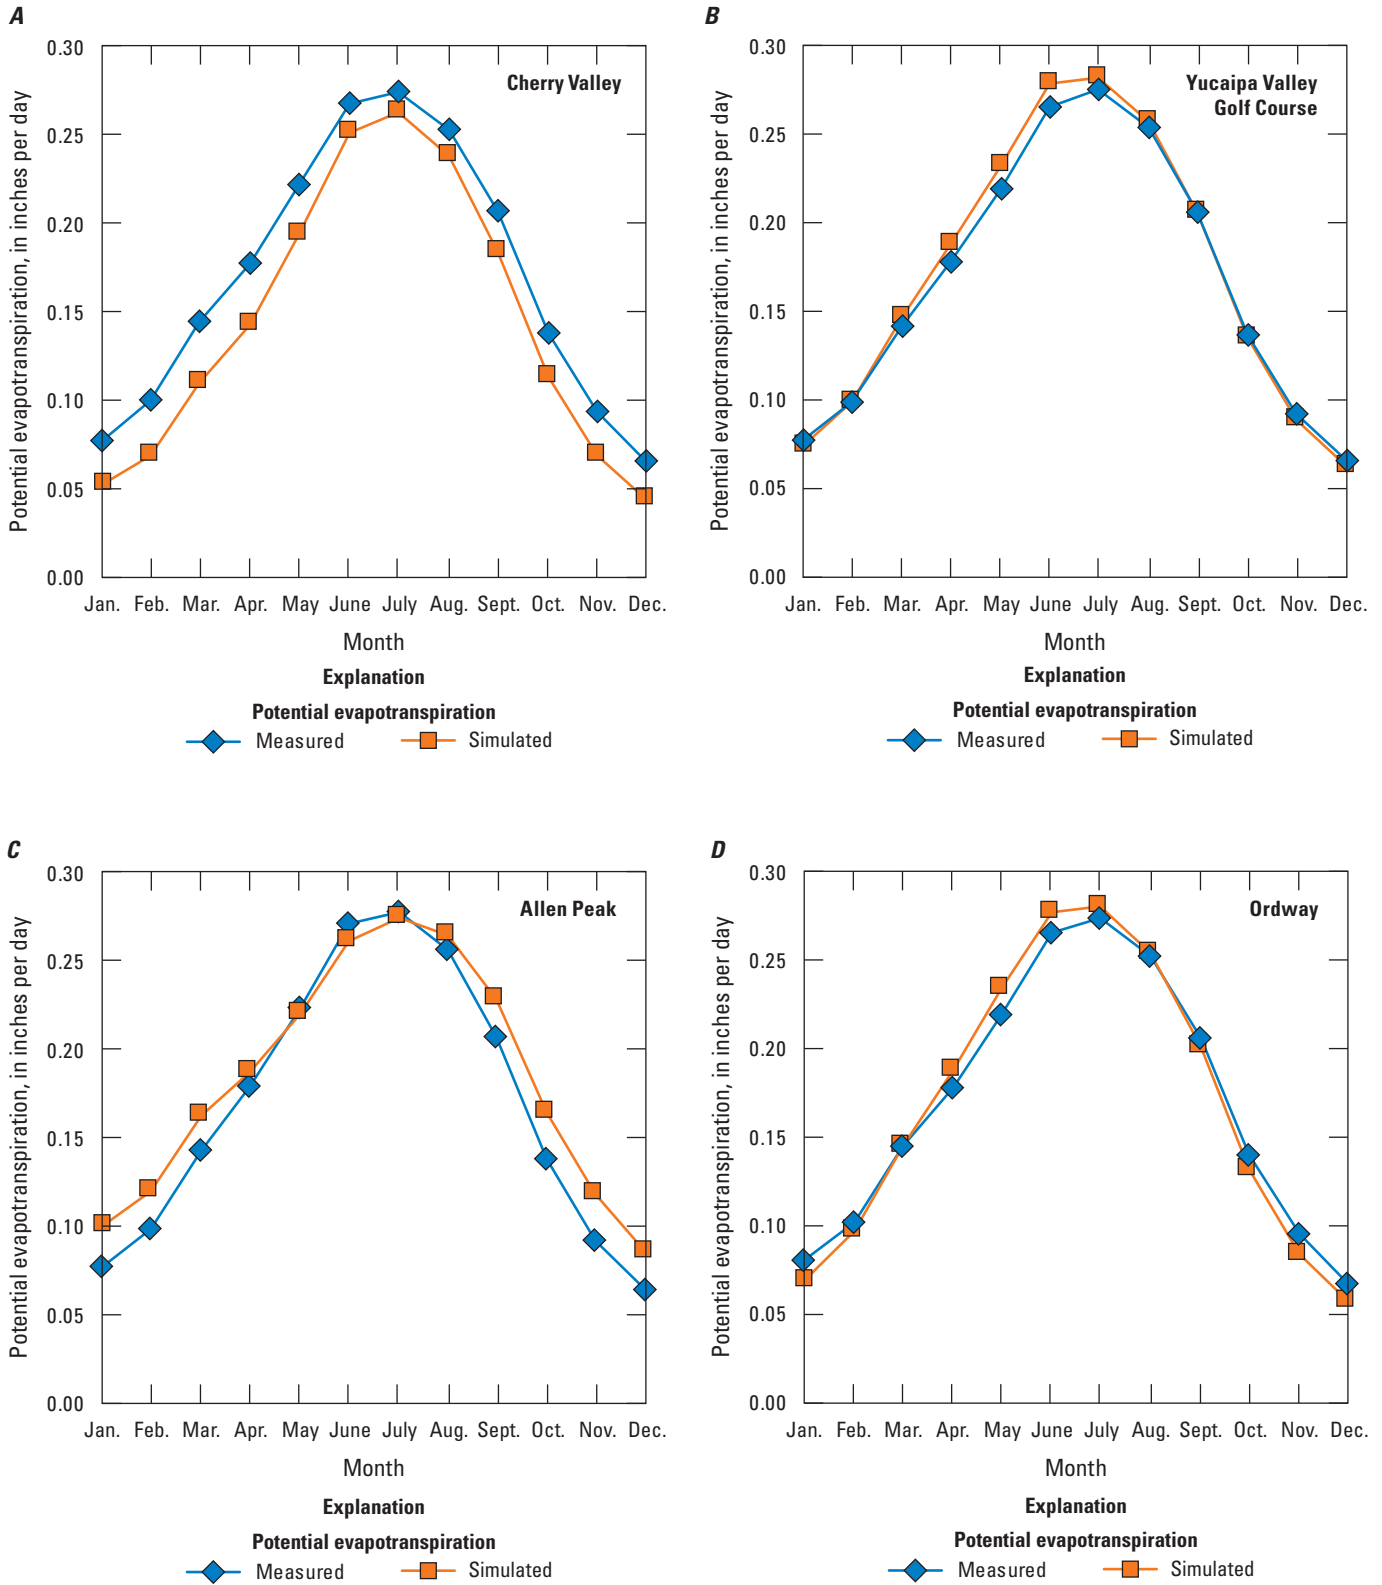 A
Cherry Valley
0.30
0.25
0.20
0.15
0.10
0.05
0.00
Potential evapotranspiration, in inches per day
Jan. Feb. Mar. Apr. May June July Aug. Sept. Oct. Nov. Dec.
Month
Explanation
Potential evapotranspiration
Measured Simulated
B
Yucaipa Valley
Golf Course
0.30
0.25
0.20
0.15
0.10
0.05
0.00
Potential evapotranspiration, in inches per day
Jan. Feb. Mar. Apr. May June July Aug. Sept. Oct. Nov. Dec.
Month
Explanation
Potential evapotranspiration
Measured Simulated
C
Allen Peak
0.30
0.25
0.20
0.15
0.10
0.05
0.00
Potential evapotranspiration, in inches per day
Jan. Feb. Mar. Apr. May June July Aug. Sept. Oct. Nov. Dec.
Month
Explanation
Potential evapotranspiration
Measured Simulated
D
Ordway
0.30
0.25
0.20
0.15
0.10
0.05
0.00
Potential evapotranspiration, in inches per day
Jan. Feb. Mar. Apr. May June July Aug. Sept. Oct. Nov. Dec.
Month
Explanation
Potential evapotranspiration
Measured Simulated